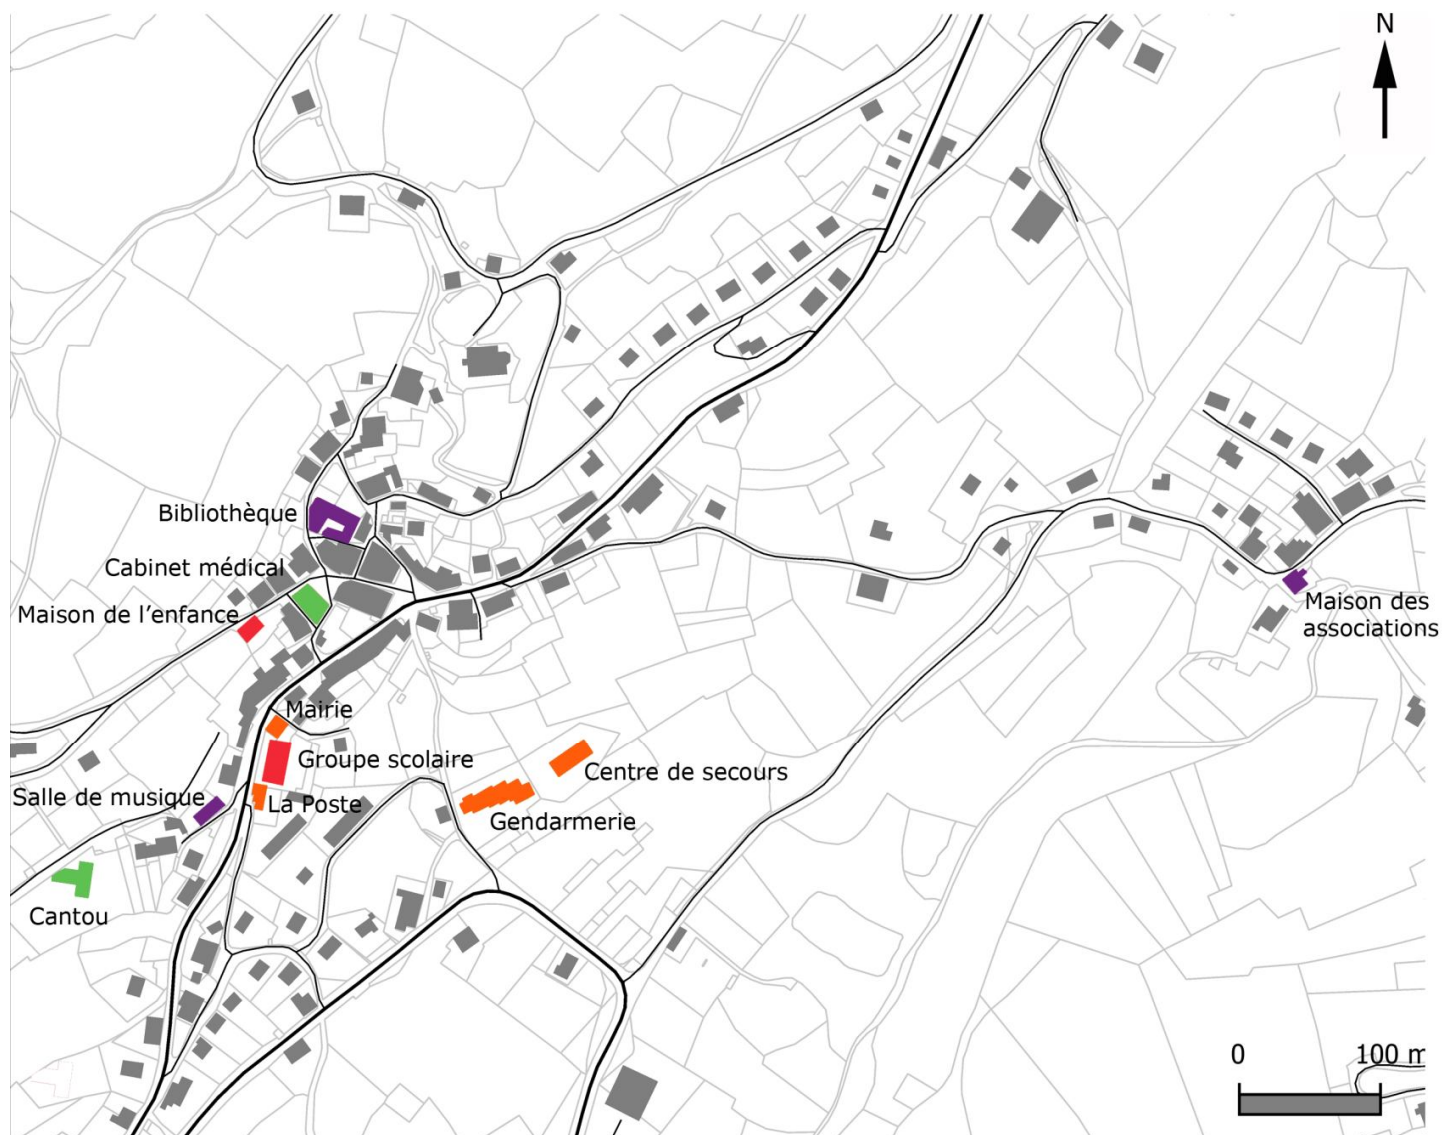 N
Bibliothèque
Cabinet médical
Maison de l'enfance
Maison des
associations
Mairie
Groupe scolaire
Centre de secours
Salle de musique
La Poste
Gendarmerie
Cantou
0 100 m